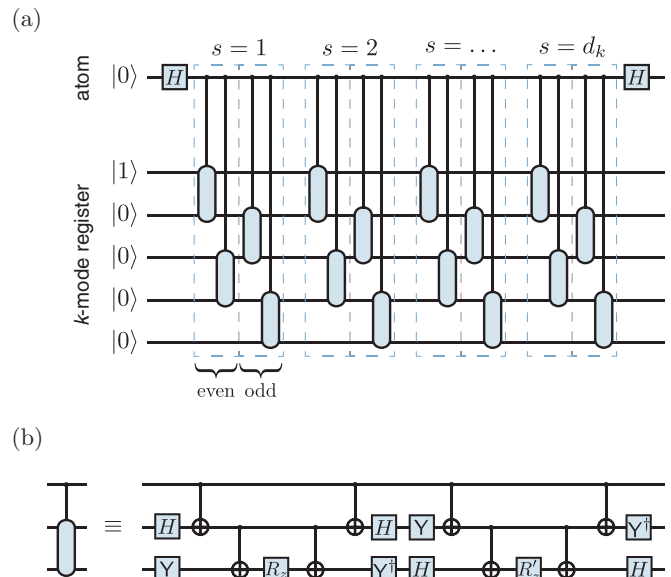 (a)
s = 1 s = 2 s = ... s = d_k
atom |0⟩ H H
k-mode register
|1⟩
|0⟩
|0⟩
|0⟩
|0⟩
even odd
(b)
≡
H H Y Y†
Y R_z Y† H R'_z H